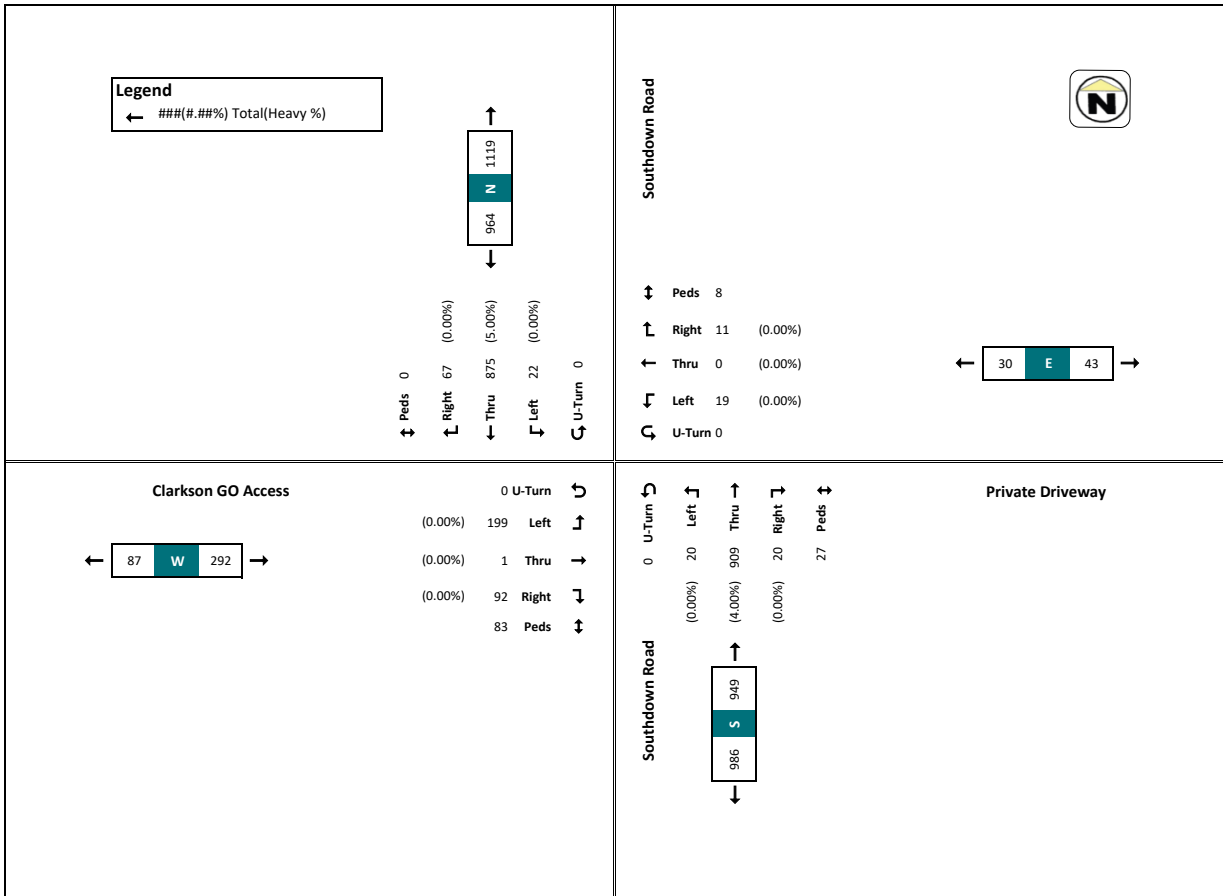 Legend
← ###(#.##%) Total(Heavy %)
1119
N
964
Peds 0
Right 67 (0.00%)
Thru 875 (5.00%)
Left 22 (0.00%)
U-Turn 0
Southdown Road
N
Peds 8
Right 11 (0.00%)
Thru 0 (0.00%)
Left 19 (0.00%)
U-Turn 0
30 E 43
Clarkson GO Access
0 U-Turn
(0.00%) 199 Left
(0.00%) 1 Thru
(0.00%) 92 Right
83 Peds
87 W 292
0 U-Turn
(0.00%) 20 Left
(4.00%) 909 Thru
(0.00%) 20 Right
27 Peds
Southdown Road
949
S
986
Private Driveway